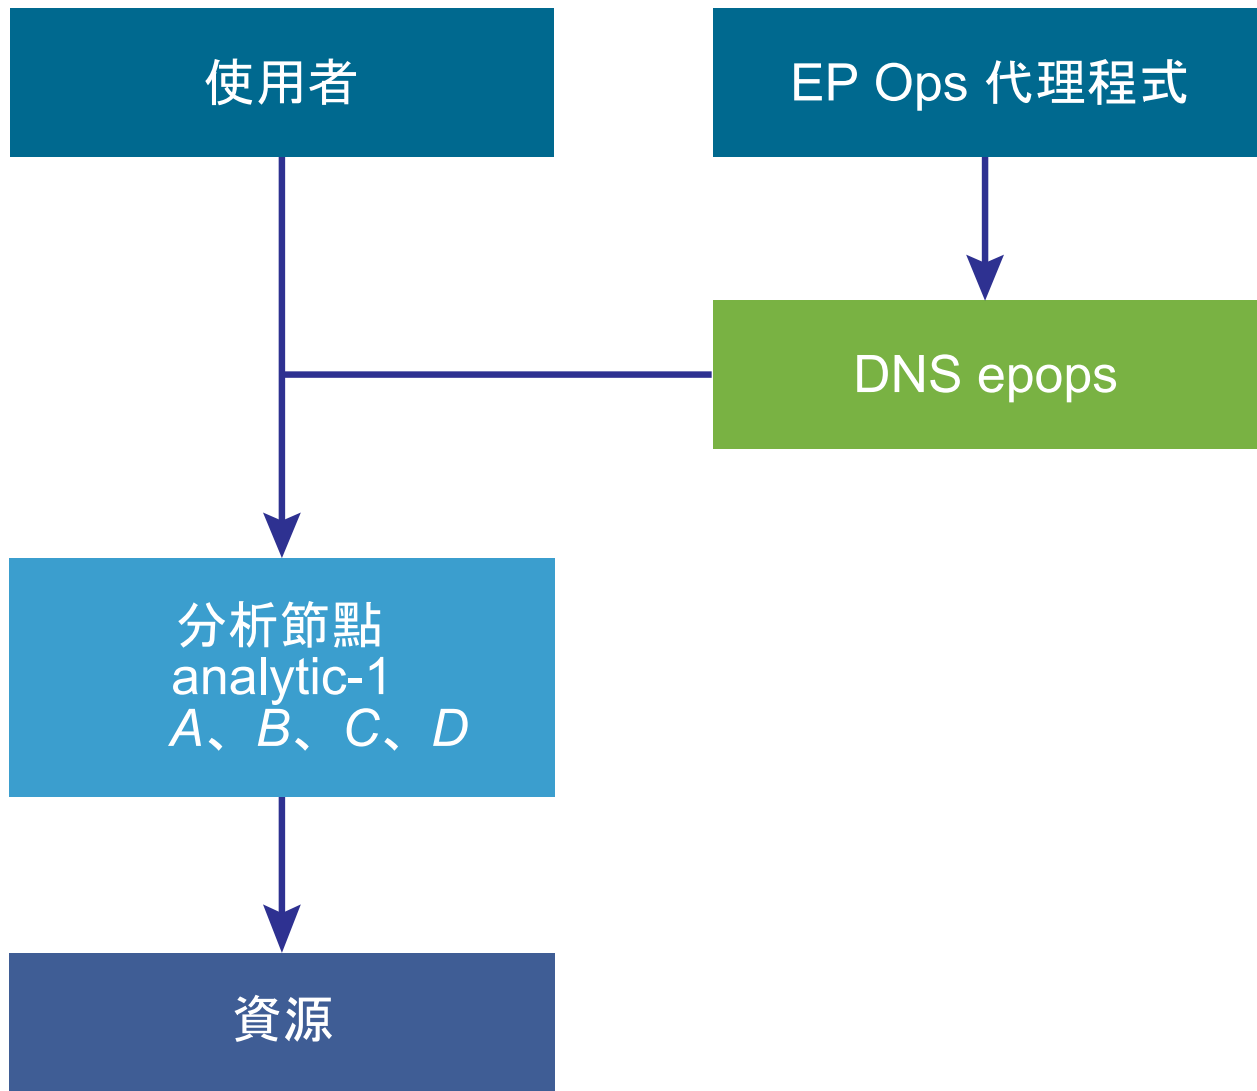 使用者
EP Ops 代理程式
DNS epops
分析節點
analytic-1
A、B、C、D
資源